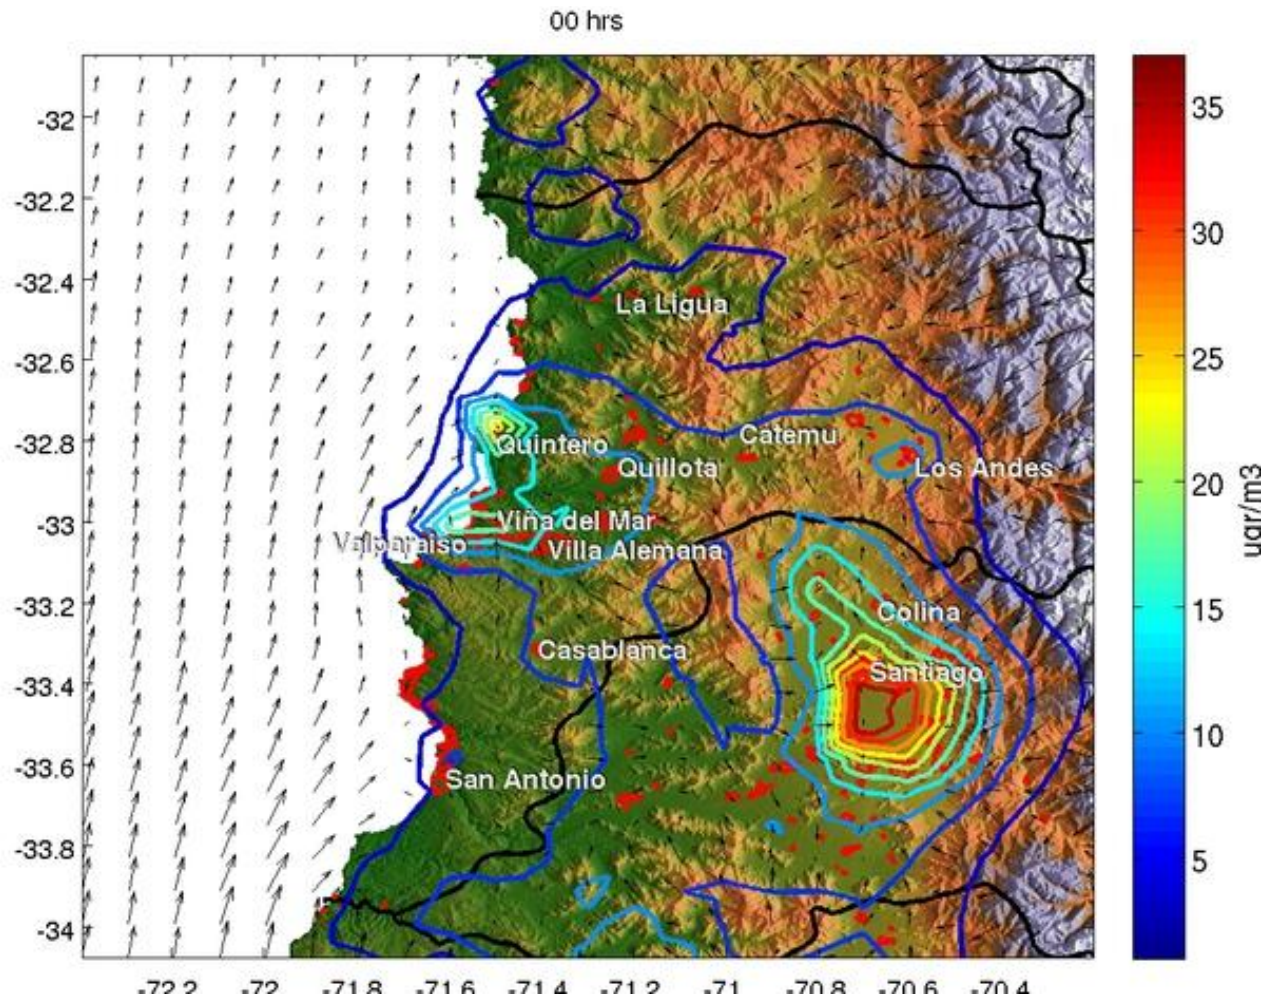 00 hrs
-32
-32.2
-32.4
-32.6
-32.8
-33
-33.2
-33.4
-33.6
-33.8
-34
La Ligua
Quintero
Catemu
Quillota
Los Andes
Viña del Mar
Valparaiso
Villa Alemana
Colina
Casablanca
Santiago
San Antonio
35
30
25
20
15
10
5
ugr/m3
-72.2 -72 -71.8 -71.6 -71.4 -71.2 -71 -70.8 -70.6 -70.4